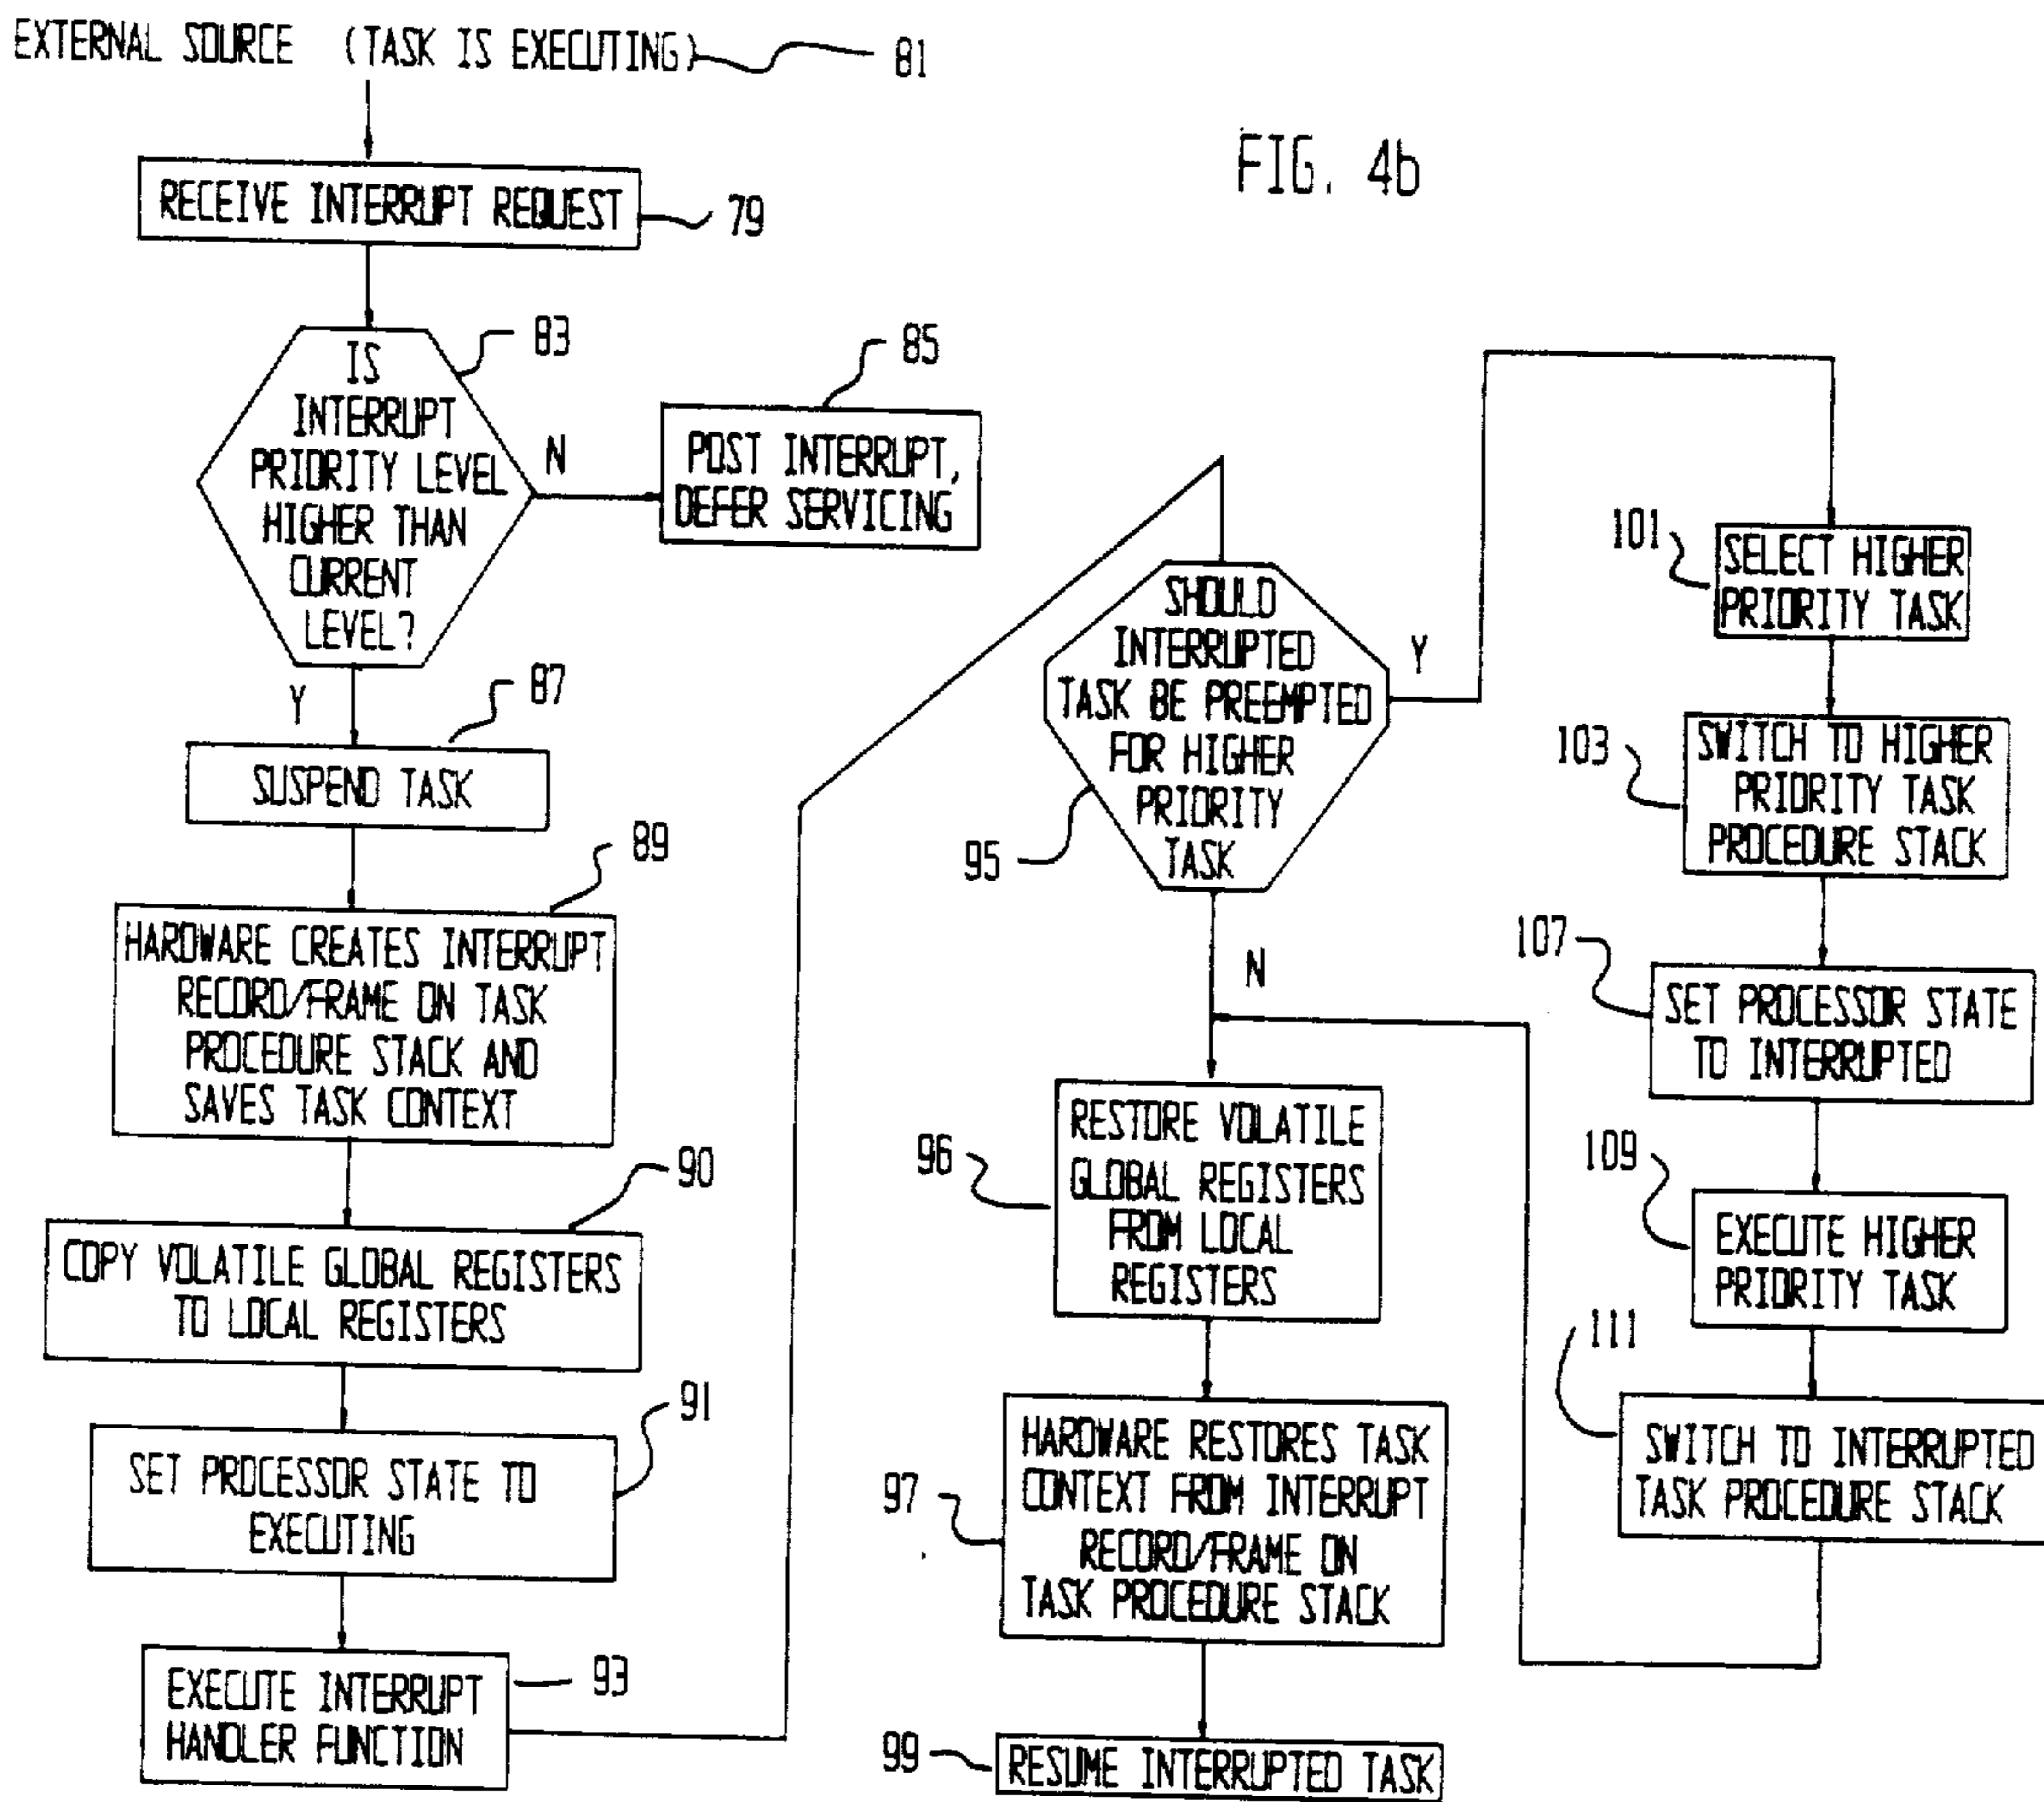 EXTERNAL SOURCE (TASK IS EXECUTING)
81
FIG. 4b
RECEIVE INTERRUPT REQUEST
79
IS
INTERRUPT
PRIORITY LEVEL
HIGHER THAN
CURRENT
LEVEL?
83
N
85
POST INTERRUPT,
DEFER SERVICING
Y
87
SUSPEND TASK
89
HARDWARE CREATES INTERRUPT
RECORD/FRAME ON TASK
PROCEDURE STACK AND
SAVES TASK CONTEXT
90
COPY VOLATILE GLOBAL REGISTERS
TO LOCAL REGISTERS
91
SET PROCESSOR STATE TO
EXECUTING
93
EXECUTE INTERRUPT
HANDLER FUNCTION
SHOULD
INTERRUPTED
TASK BE PREEMPTED
FOR HIGHER
PRIORITY
TASK
95
Y
N
96
RESTORE VOLATILE
GLOBAL REGISTERS
FROM LOCAL
REGISTERS
97
HARDWARE RESTORES TASK
CONTEXT FROM INTERRUPT
RECORD/FRAME ON
TASK PROCEDURE STACK
99
RESUME INTERRUPTED TASK
101
SELECT HIGHER
PRIORITY TASK
103
SWITCH TO HIGHER
PRIORITY TASK
PROCEDURE STACK
107
SET PROCESSOR STATE
TO INTERRUPTED
109
EXECUTE HIGHER
PRIORITY TASK
111
SWITCH TO INTERRUPTED
TASK PROCEDURE STACK